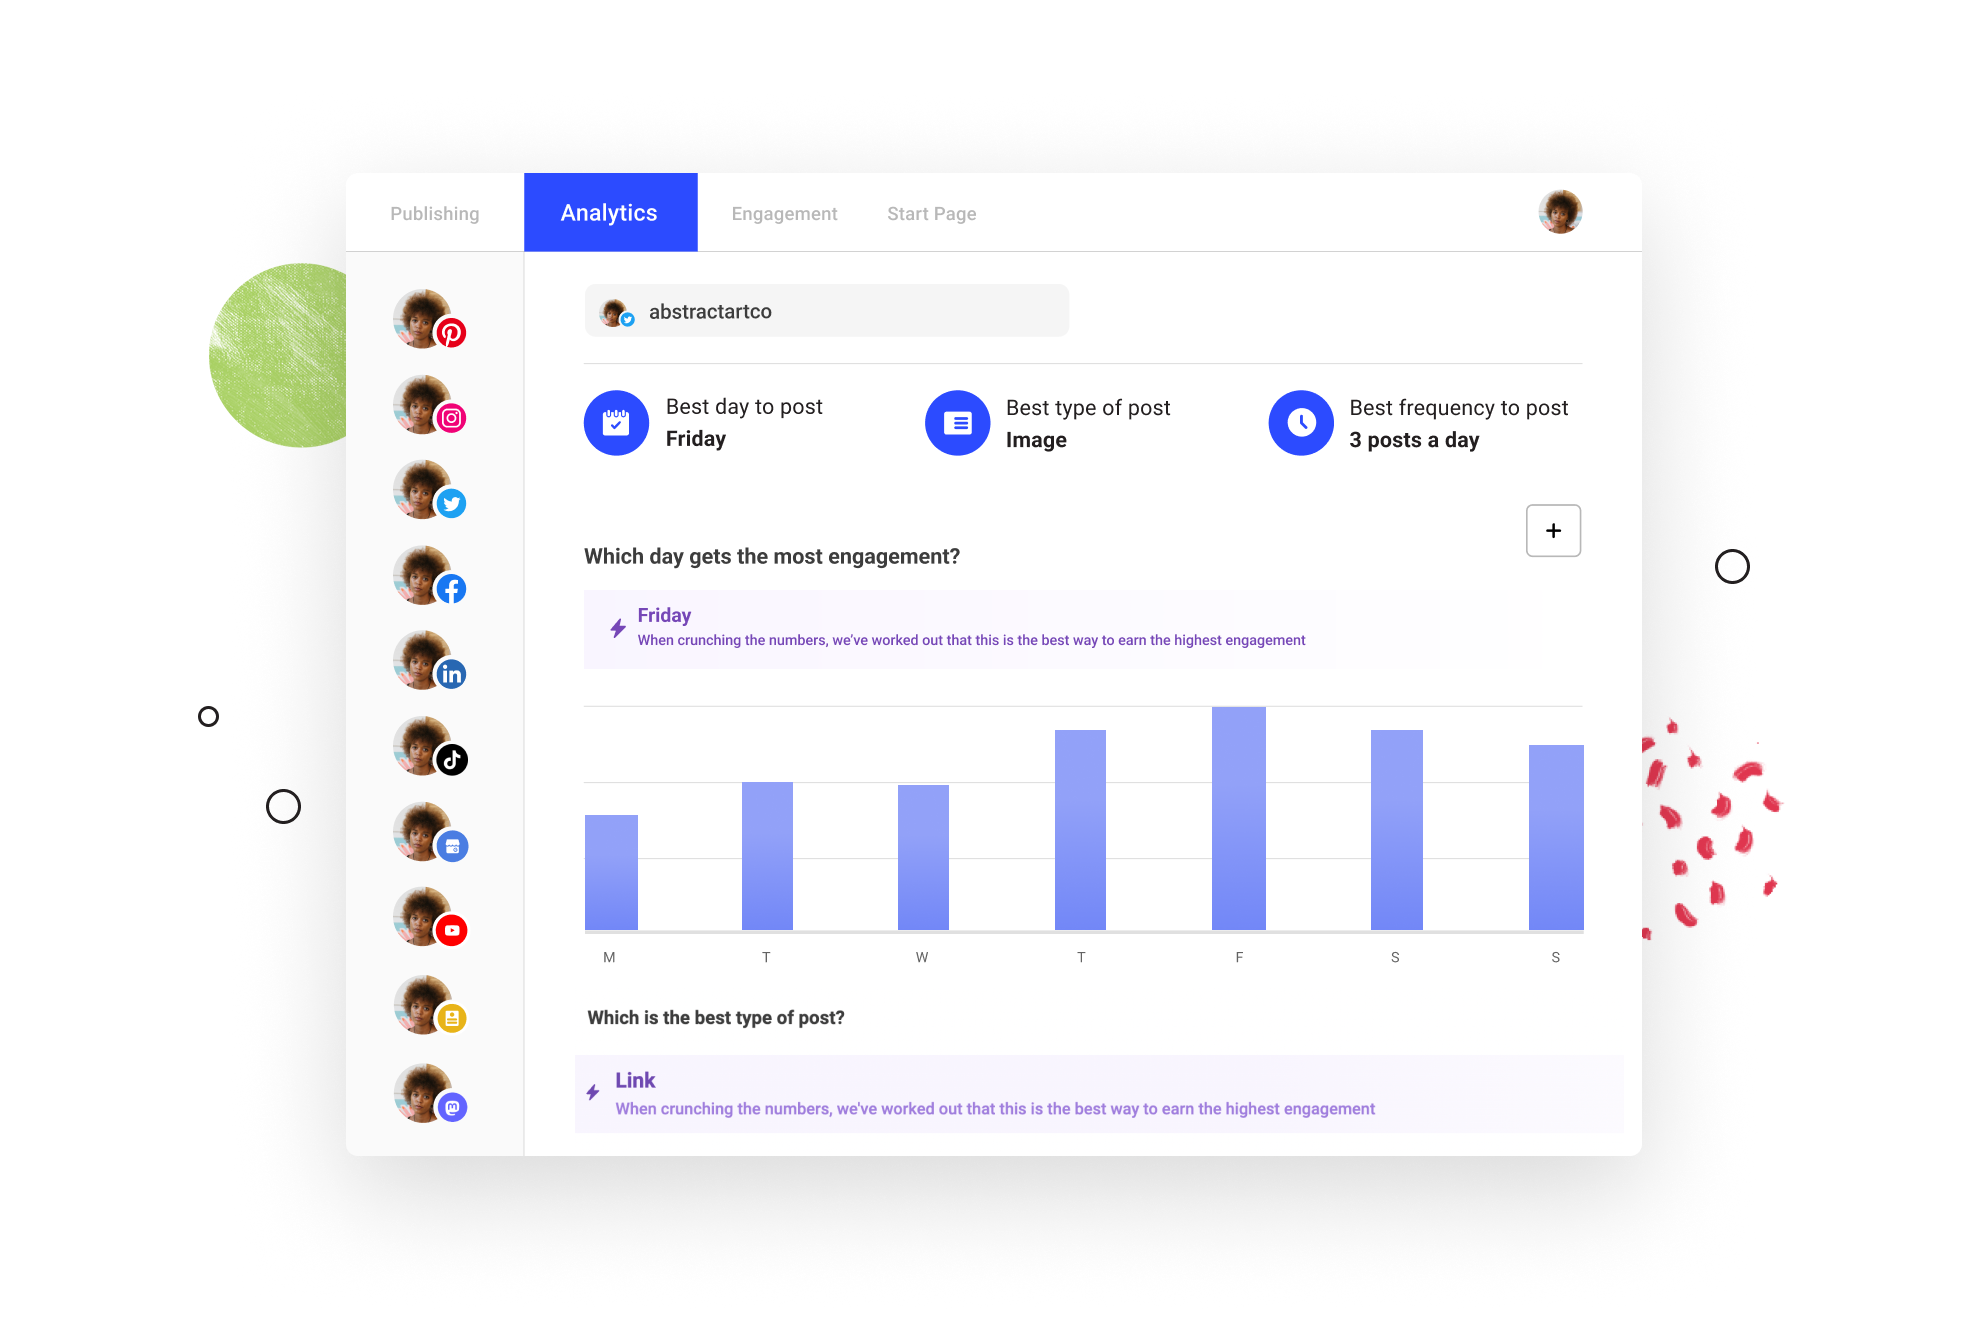 Publishing
Analytics
Engagement
Start Page
abstractartco
Best day to post
Friday
Best type of post
Image
Best frequency to post
3 posts a day
+
Which day gets the most engagement?
Friday
When crunching the numbers, we've worked out that this is the best way to earn the highest engagement
M T W T F S S
Which is the best type of post?
Link
When crunching the numbers, we've worked out that this is the best way to earn the highest engagement
in